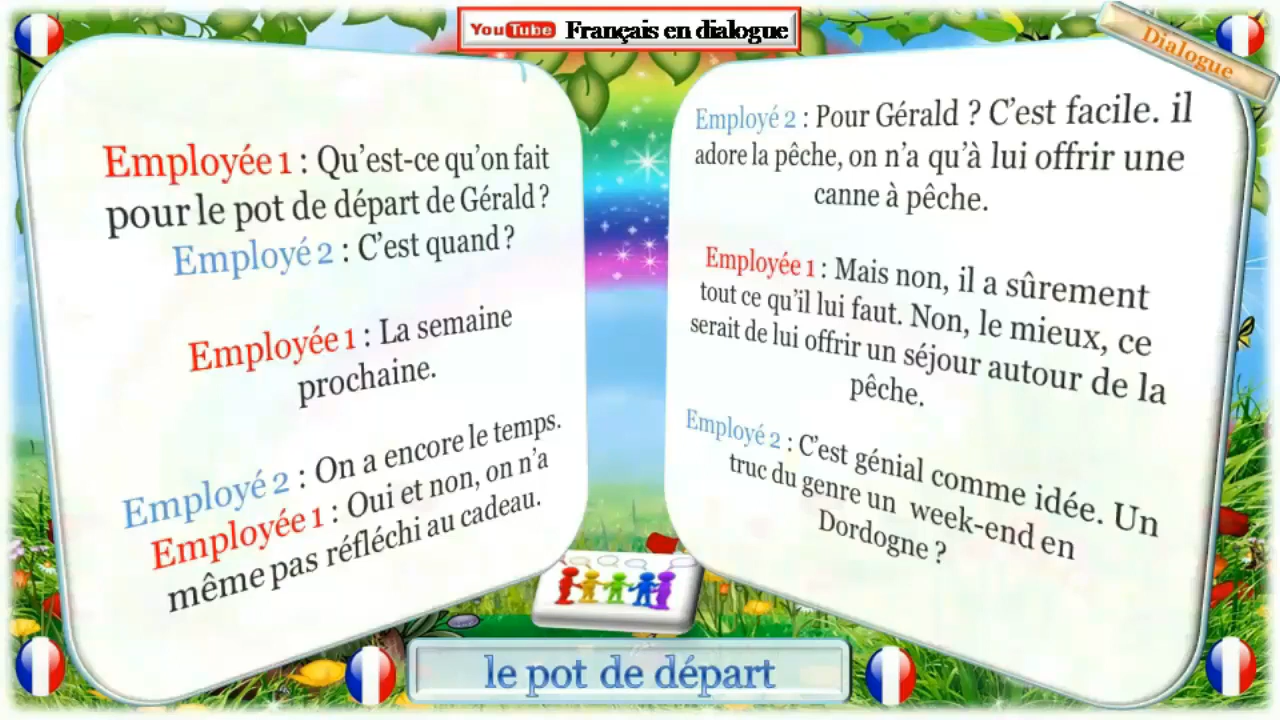 YouTube Français en dialogue
Dialogue
Employée 1 : Qu'est-ce qu'on fait
pour le pot de départ de Gérald ?
Employé 2 : C'est quand ?
Employée 1 : La semaine
prochaine.
Employé 2 : On a encore le temps.
Employée 1 : Oui et non, on n'a
même pas réfléchi au cadeau.
Employé 2 : Pour Gérald ? C'est facile. il
adore la pêche, on n'a qu'à lui offrir une
canne à pêche.
Employée 1 : Mais non, il a sûrement
tout ce qu'il lui faut. Non, le mieux, ce
serait de lui offrir un séjour autour de la
pêche.
Employé 2 : C'est génial comme idée. Un
truc du genre un week-end en
Dordogne ?
le pot de départ